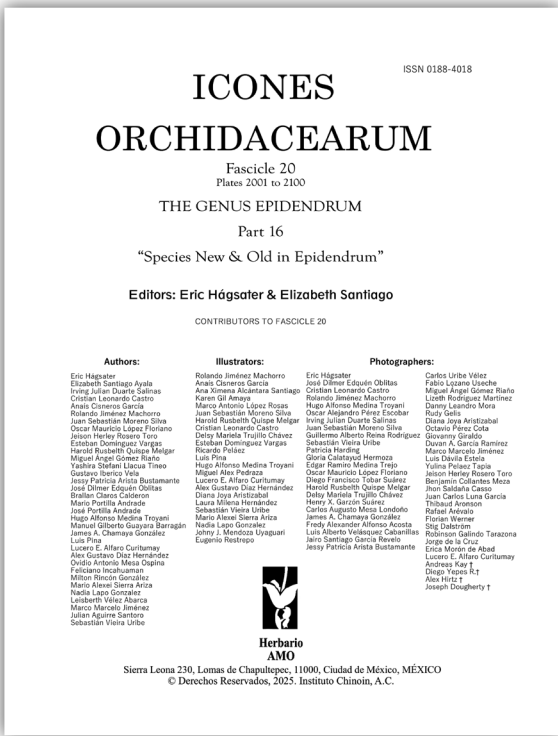 ISSN 0188-4018
ICONES
ORCHIDACEARUM
Fascicle 20
Plates 2001 to 2100
THE GENUS EPIDENDRUM
Part 16
“Species New & Old in Epidendrum”
Editors: Eric Hágsater & Elizabeth Santiago
CONTRIBUTORS TO FASCICLE 20
Authors:
Eric Hágsater
Elizabeth Santiago Ayala
Irving Julian Duarte Salinas
Cristian Leonardo Castro
Anaís Cisneros García
Rolando Jiménez Machorro
Juan Sebastián Moreno Silva
Oscar Mauricio López Floriano
Jeison Herley Rosero Toro
Esteban Domínguez Vargas
Harold Rusbelth Quispe Melgar
Miguel Ángel Gómez Riaño
Yashira Stefani Llacua Tineo
Gustavo Iberico Vela
Jessy Patricia Arista Bustamante
José Dilmer Edquén Oblitas
Brallan Claros Calderon
Mario Portilla Andrade
José Portilla Andrade
Hugo Alfonso Medina Troyani
Manuel Gilberto Guayara Barragán
James A. Chamaya González
Luis Pina
Lucero E. Alfaro Curitumay
Alex Gustavo Díaz Hernández
Ovidio Antonio Mesa Ospina
Feliciano Incahuaman
Milton Rincón González
Mario Alexei Sierra Ariza
Nadia Lapo Gonzalez
Leisberth Vélez Abarca
Marco Marcelo Jiménez
Julian Aguirre Santoro
Sebastián Vieira Uribe
Illustrators:
Rolando Jiménez Machorro
Anaís Cisneros García
Ana Ximena Alcántara Santiago
Karen Gil Amaya
Marco Antonio López Rosas
Juan Sebastián Moreno Silva
Harold Rusbelth Quispe Melgar
Cristian Leonardo Castro
Delsy Mariela Trujillo Chávez
Esteban Domínguez Vargas
Ricardo Peláez
Luis Pina
Hugo Alfonso Medina Troyani
Miguel Alex Pedraza
Lucero E. Alfaro Curitumay
Alex Gustavo Díaz Hernández
Laura Milena Hernández
Diana Joya Aristizabal
Sebastián Vieira Uribe
Mario Alexei Sierra Ariza
Nadia Lapo Gonzalez
Johny J. Mendoza Uyaguari
Eugenio Restrepo
Photographers:
Eric Hágsater
José Dilmer Edquén Oblitas
Cristian Leonardo Castro
Rolando Jiménez Machorro
Hugo Alfonso Medina Troyani
Oscar Alejandro Pérez Escobar
Irving Julian Duarte Salinas
Juan Sebastián Moreno Silva
Guillermo Alberto Reina Rodríguez
Sebastián Vieira Uribe
Patricia Harding
Gloria Calatayud Hermoza
Oscar Mauricio López Floriano
Edgar Ramiro Medina Trejo
Diego Francisco Tobar Suárez
Harold Rusbelth Quispe Melgar
Delsy Mariela Trujillo Chávez
Henry X. Garzón Suárez
Carlos Augusto Mesa Londoño
James A. Chamaya González
Fredy Alexander Alfonso Acosta
Luis Alberto Velásquez Cabanillas
Jairo Santiago García Revelo
Jessy Patricia Arista Bustamante
Carlos Uribe Vélez
Fabio Lozano Useche
Miguel Ángel Gómez Riaño
Lizeth Rodríguez Martínez
Danny Leandro Mora
Rudy Gelis
Diana Joya Aristizabal
Octavio Pérez Cota
Giovanny Giraldo
Duvan A. García Ramírez
Marco Marcelo Jiménez
Luis Dávila Estela
Yulina Pelaez Tapia
Jeison Herley Rosero Toro
Benjamín Collantes Meza
Jhon Saldaña Casso
Thibaud Aronson
Juan Carlos Luna García
Rafael Arévalo
Florian Werner
Stig Dalström
Robinson Galindo Tarazona
Jorge de la Cruz
Erica Morón de Abad
Lucero E. Alfaro Curitumay
Andreas Kay †
Diego Yepes R.†
Alex Hirtz †
Joseph Dougherty †
Herbario
AMO
Sierra Leona 230, Lomas de Chapultepec, 11000, Ciudad de México, MÉXICO
© Derechos Reservados, 2025. Instituto Chinoin, A.C.